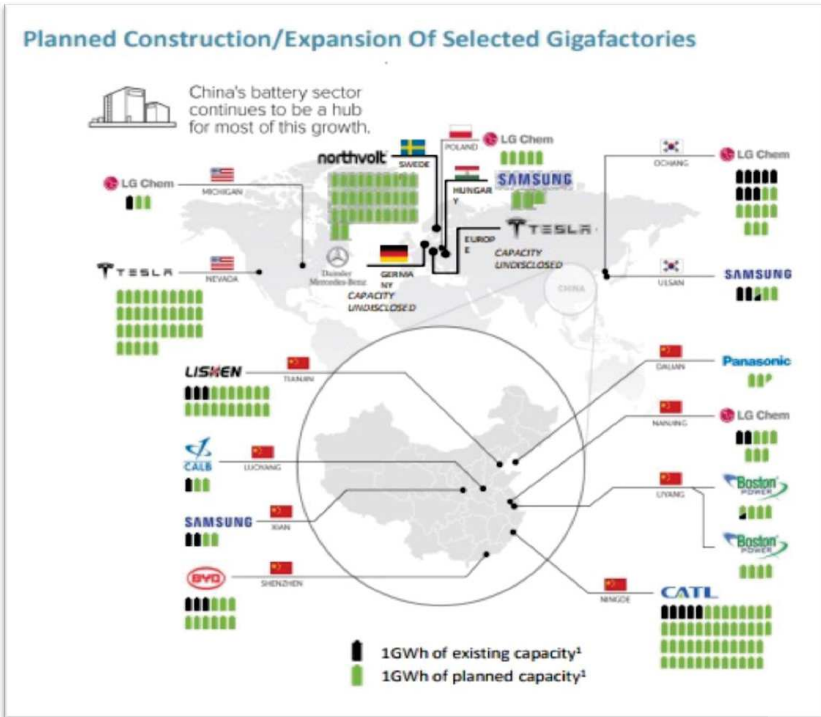 Planned Construction/Expansion Of Selected Gigafactories
China's battery sector
continues to be a hub
for most of this growth.
northvolt
SWEDE
POLAND
LG Chem
OCHANG
LG Chem
LG Chem
MICHIGAN
HUNGAR
Y
SAMSUNG
TESLA
EUROP
E
CAPACITY
UNDISCLOSED
TESLA
NEVADA
Daimler
Mercedes-Benz
GERMA
NY
CAPACITY
UNDISCLOSED
ULSAN
SAMSUNG
CHINA
LISHEN
TIANJIN
DALIAN
Panasonic
NANJING
LG Chem
CALB
LUOYANG
LIYANG
Boston
POWER
SAMSUNG
XIAN
Boston
POWER
BYD
SHENZHEN
NINGDE
CATL
1GWh of existing capacity¹
1GWh of planned capacity¹